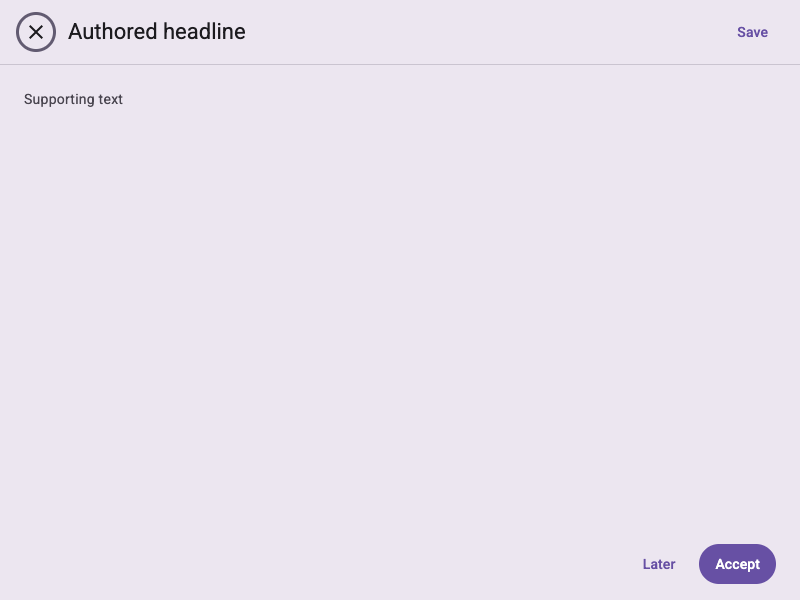 Authored headline
Save
Supporting text
Later
Accept